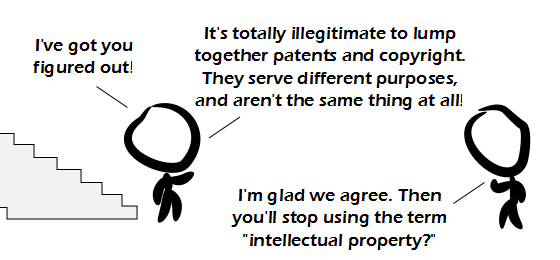 I've got you
figured out!
It's totally illegitimate to lump
together patents and copyright.
They serve different purposes,
and aren't the same thing at all!
I'm glad we agree. Then
you'll stop using the term
"intellectual property?"